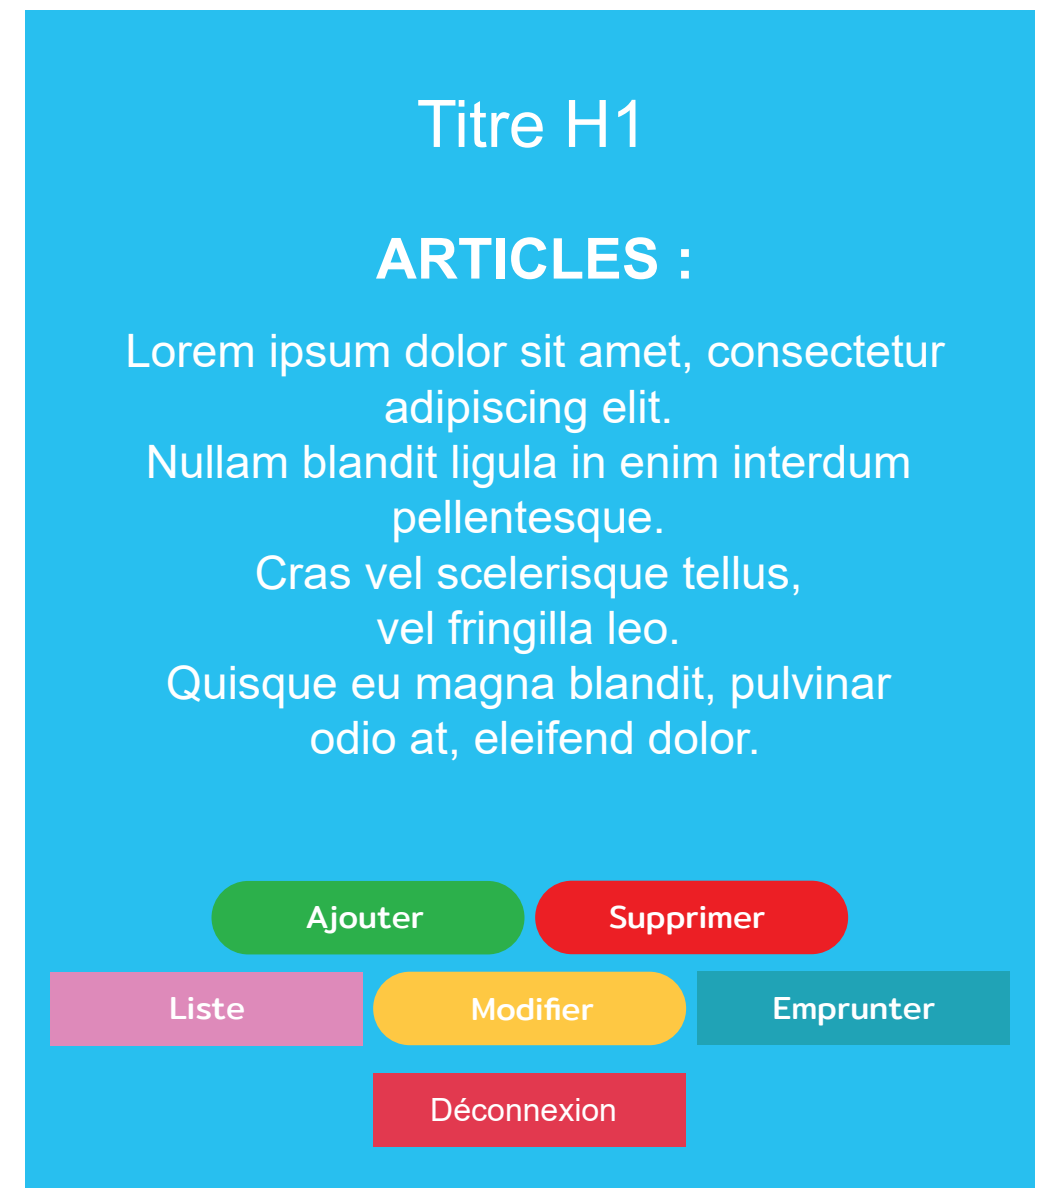 Titre H1
ARTICLES :
Lorem ipsum dolor sit amet, consectetur
adipiscing elit.
Nullam blandit ligula in enim interdum
pellentesque.
Cras vel scelerisque tellus,
vel fringilla leo.
Quisque eu magna blandit, pulvinar
odio at, eleifend dolor.
Ajouter
Supprimer
Liste
Modifier
Emprunter
Déconnexion